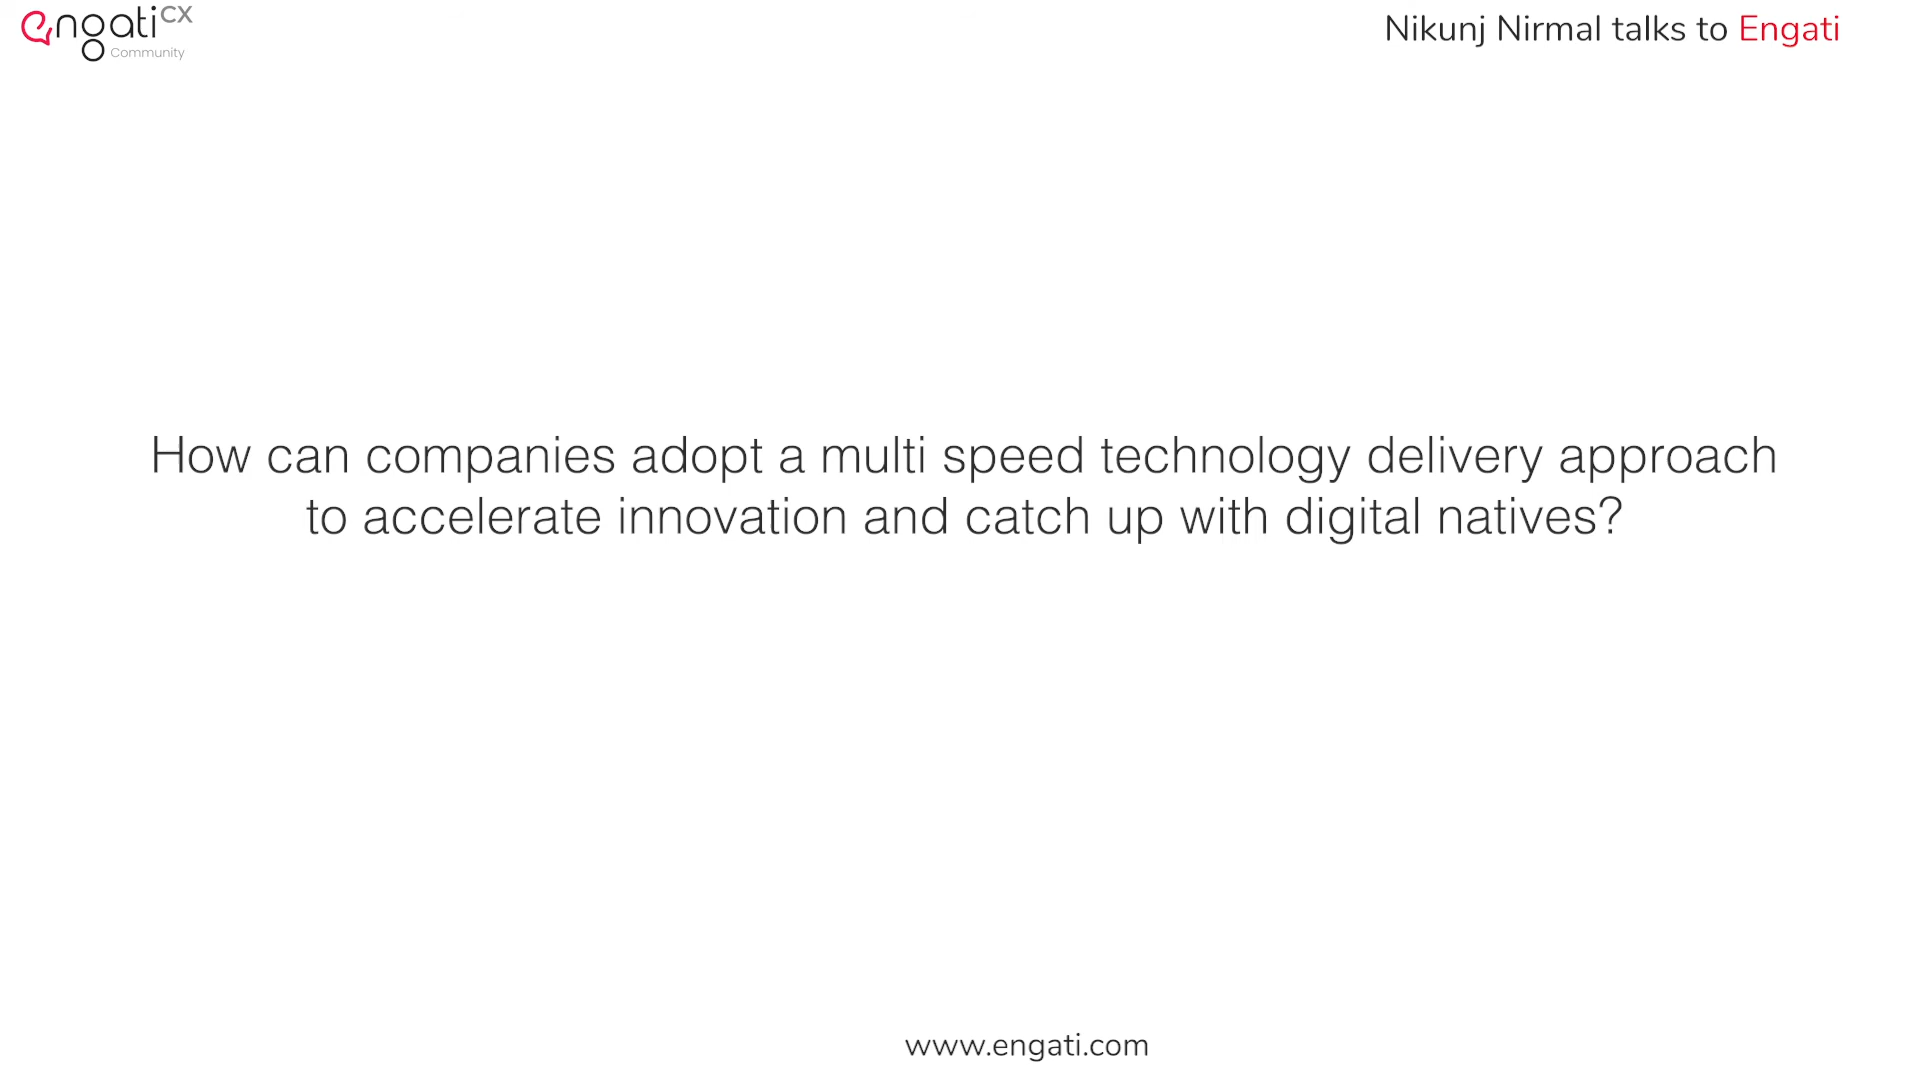 engati CX
Community
Nikunj Nirmal talks to Engati
How can companies adopt a multi speed technology delivery approach
to accelerate innovation and catch up with digital natives?
www.engati.com